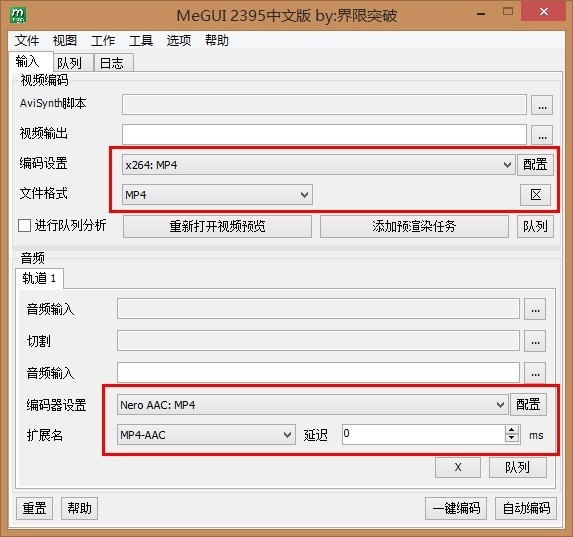 MeGUI 2395中文版 by:界限突破
文件 视图 工作 工具 选项 帮助
输入 队列 日志
视频编码
AviSynth脚本 ...
视频输出 ...
编码设置 x264: MP4 配置
文件格式 MP4 区
进行队列分析 重新打开视频预览 添加预渲染任务 队列
音频
轨道 1
音频输入 ...
切割 ...
音频输入 ...
编码器设置 Nero AAC: MP4 配置
扩展名 MP4-AAC 延迟 0 ms
X 队列
重置 帮助 一键编码 自动编码